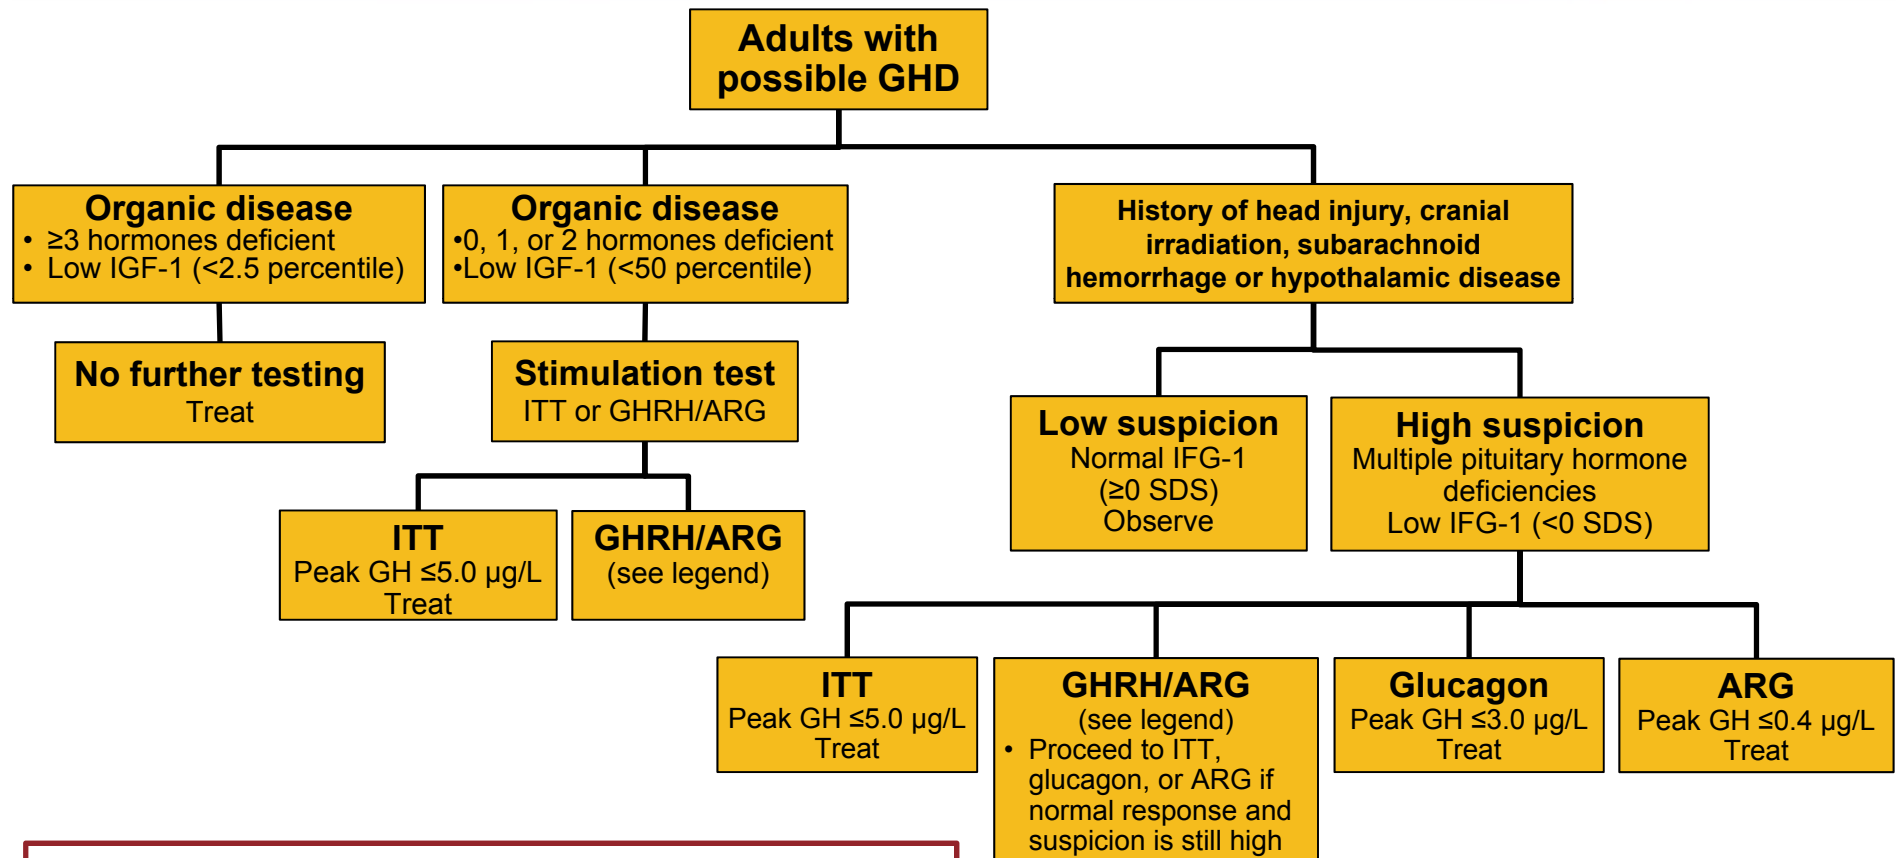 Adults with
possible GHD
Organic disease
• ≥3 hormones deficient
• Low IGF-1 (<2.5 percentile)
Organic disease
•0, 1, or 2 hormones deficient
•Low IGF-1 (<50 percentile)
History of head injury, cranial
irradiation, subarachnoid
hemorrhage or hypothalamic disease
No further testing
Treat
Stimulation test
ITT or GHRH/ARG
Low suspicion
Normal IFG-1
(≥0 SDS)
Observe
High suspicion
Multiple pituitary hormone
deficiencies
Low IFG-1 (<0 SDS)
ITT
Peak GH ≤5.0 µg/L
Treat
GHRH/ARG
(see legend)
ITT
Peak GH ≤5.0 µg/L
Treat
GHRH/ARG
(see legend)
• Proceed to ITT,
glucagon, or ARG if
normal response and
suspicion is still high
Glucagon
Peak GH ≤3.0 µg/L
Treat
ARG
Peak GH ≤0.4 µg/L
Treat